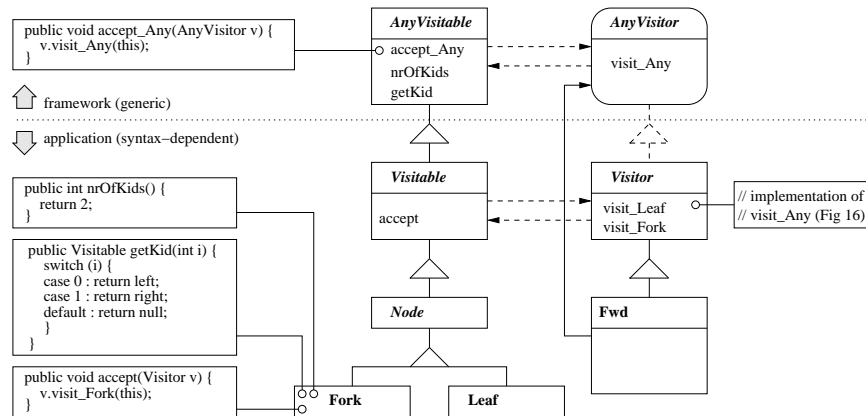 public void accept_Any(AnyVisitor v) {
v.visit_Any(this);
}
AnyVisitable
accept_Any
nrOfKids
getKid
AnyVisitor
visit_Any
framework (generic)
application (syntax−dependent)
public int nrOfKids() {
return 2;
}
public Visitable getKid(int i) {
switch (i) {
case 0 : return left;
case 1 : return right;
default : return null;
}
}
public void accept(Visitor v) {
v.visit_Fork(this);
}
Visitable
accept
Visitor
visit_Leaf
visit_Fork
// implementation of
// visit_Any (Fig 16)
Node
Fwd
Fork
Leaf